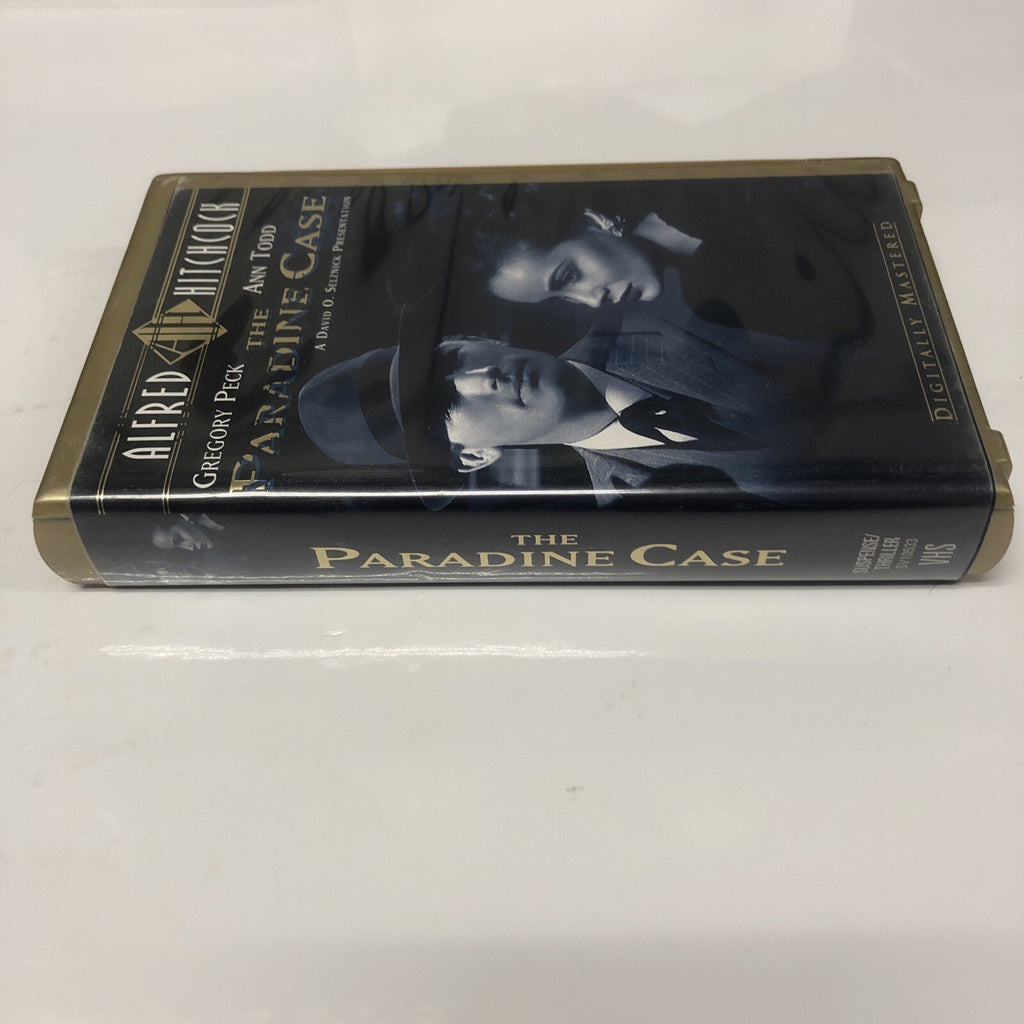 ALFRED AH HITCHCOCK
GREGORY PECK ANN TODD
THE
PARADINE CASE
A DAVID O. SELZNICK PRESENTATION
DIGITALLY MASTERED
THE
PARADINE CASE
SUSPENSE/
THRILLER
VHS